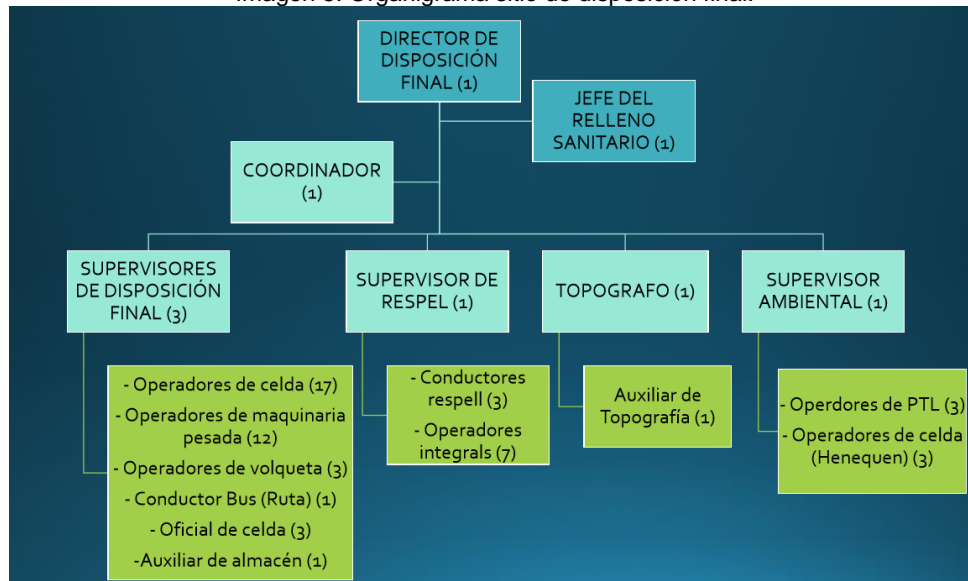 Imagen 3. Organigrama sitio de disposición final.
DIRECTOR DE
DISPOSICIÓN
FINAL (1)
JEFE DEL
RELLENO
SANITARIO (1)
COORDINADOR
(1)
SUPERVISORES
DE DISPOSICIÓN
FINAL (3)
SUPERVISOR DE
RESPEL (1)
TOPOGRAFO (1)
SUPERVISOR
AMBIENTAL (1)
- Operadores de celda (17)
- Operadores de maquinaria
pesada (12)
- Operadores de volqueta (3)
- Conductor Bus (Ruta) (1)
- Oficial de celda (3)
-Auxiliar de almacén (1)
- Conductores
respell (3)
- Operadores
integrals (7)
Auxiliar de
Topografía (1)
- Operdores de PTL (3)
- Operadores de celda
(Henequen) (3)